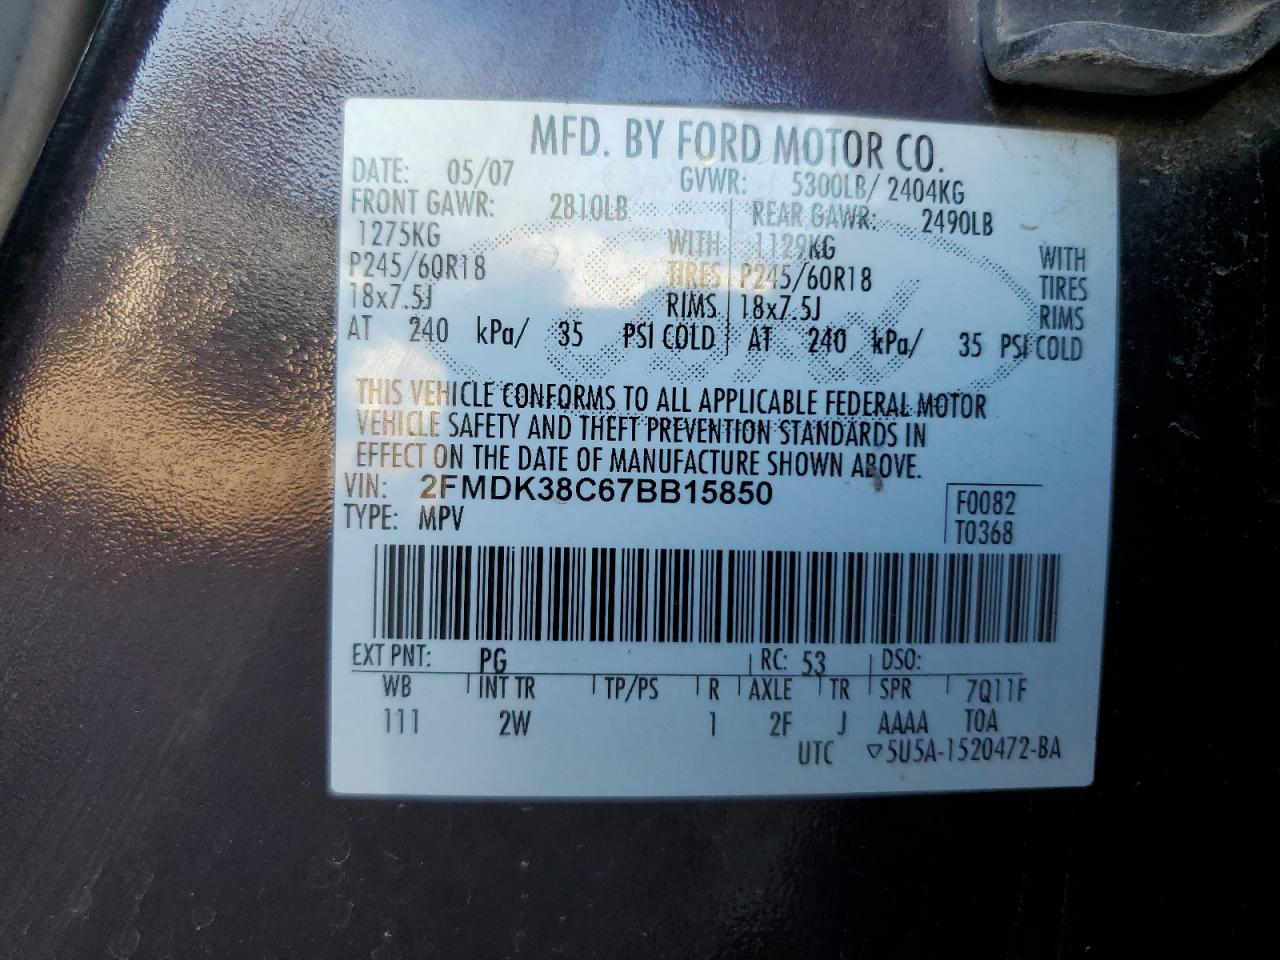 MFD. BY FORD MOTOR CO.
DATE: 05/07 GVWR: 5300LB/ 2404KG
FRONT GAWR: 2810LB REAR GAWR: 2490LB
1275KG WITH 1129KG WITH
P245/60R18 TIRES P245/60R18 TIRES
18x7.5J RIMS 18x7.5J RIMS
AT 240 kPa/ 35 PSI COLD AT 240 kPa/ 35 PSI COLD
THIS VEHICLE CONFORMS TO ALL APPLICABLE FEDERAL MOTOR
VEHICLE SAFETY AND THEFT PREVENTION STANDARDS IN
EFFECT ON THE DATE OF MANUFACTURE SHOWN ABOVE.
VIN: 2FMDK38C67BB15850 F0082
TYPE: MPV T0368
EXT PNT: PG RC: 53 DSO:
WB INT TR TP/PS R AXLE TR SPR 7Q11F
111 2W 1 2F J AAAA TOA
UTC ▽5U5A-1520472-BA